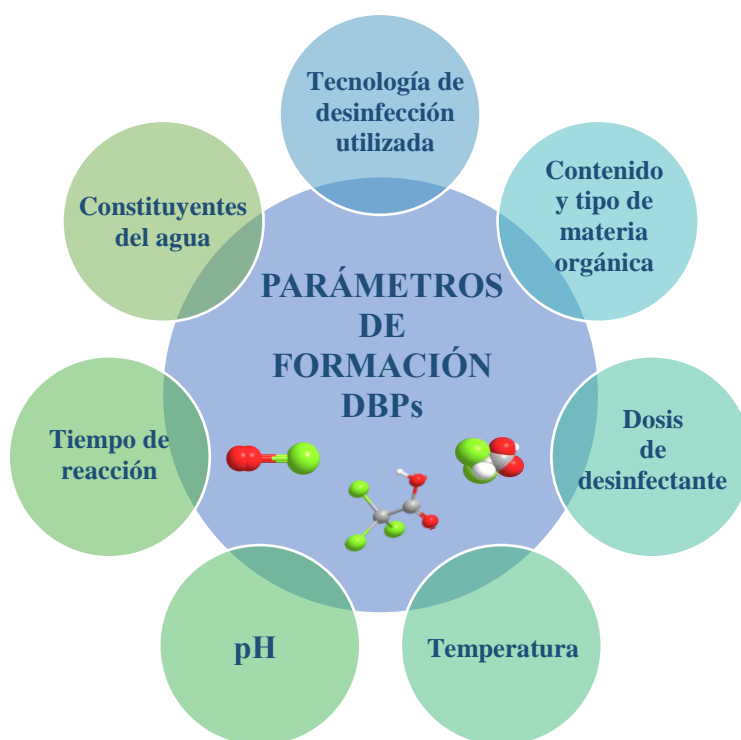 PARÁMETROS
DE
FORMACIÓN
DBPs
Tecnología de
desinfección
utilizada
Contenido
y tipo de
materia
orgánica
Dosis
de
desinfectante
Temperatura
pH
Tiempo de
reacción
Constituyentes
del agua